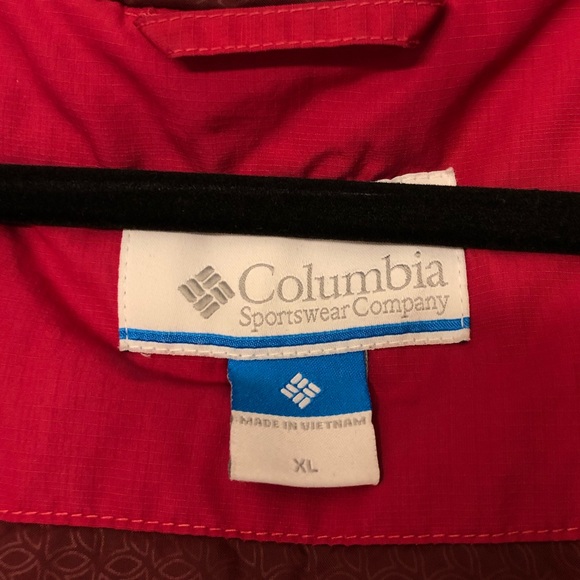 Columbia
Sportswear Company
MADE IN VIETNAM
XL